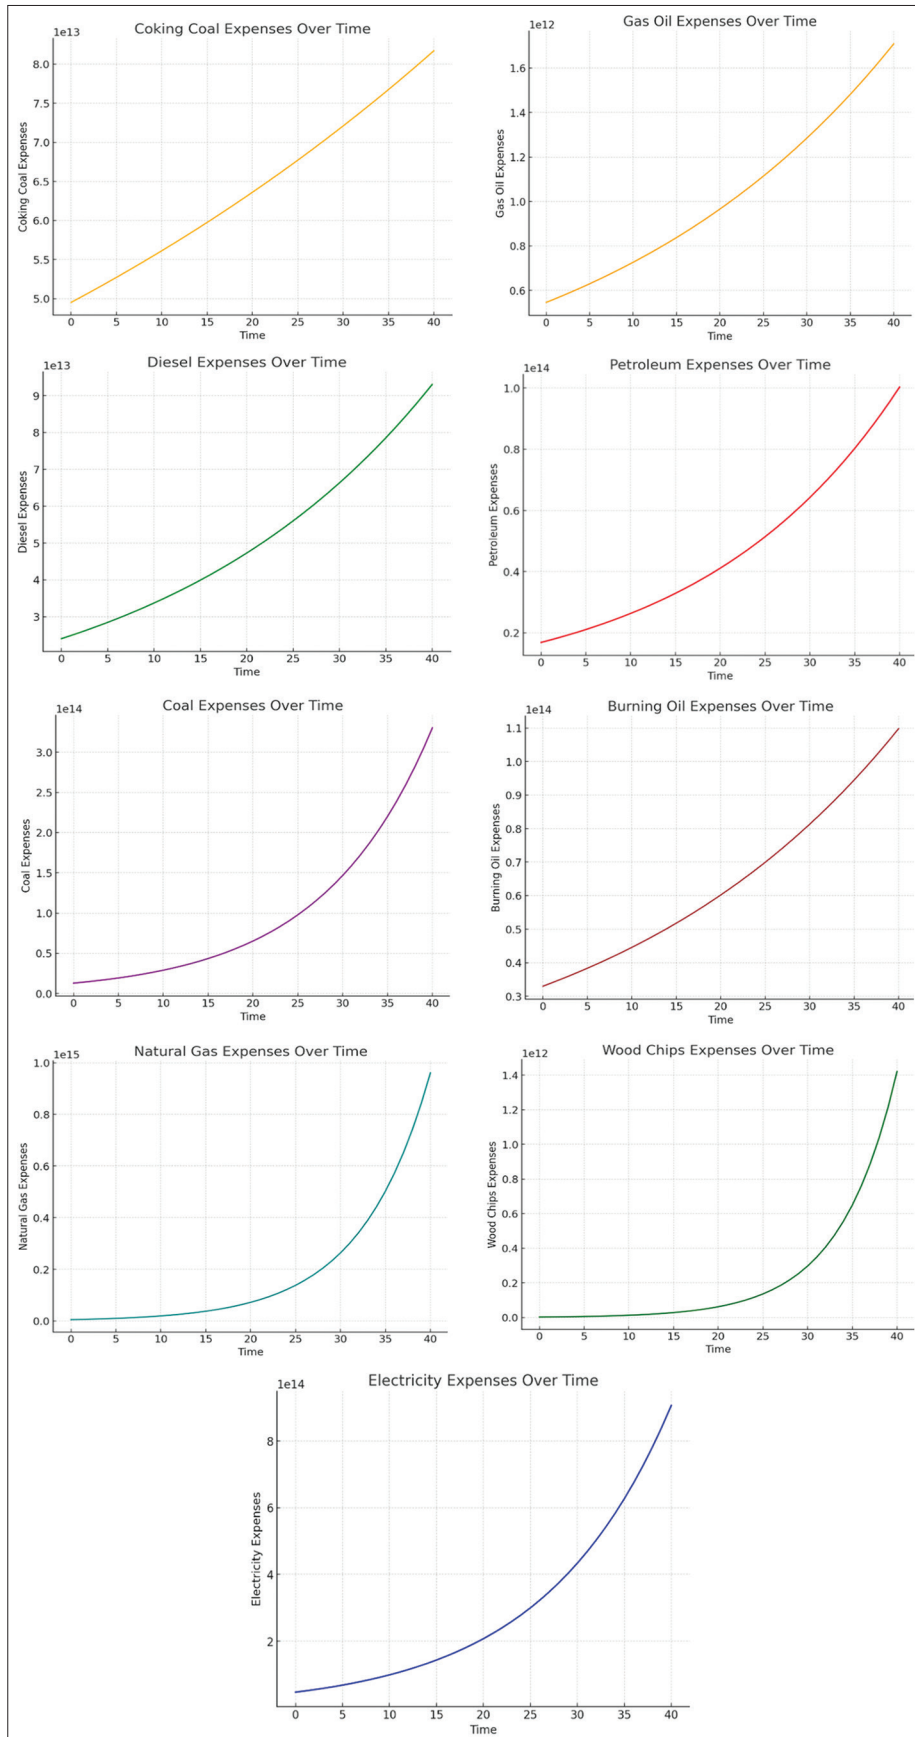 Coking Coal Expenses Over Time
1e13
8.0
7.5
7.0
6.5
6.0
5.5
5.0
Coking Coal Expenses
0 5 10 15 20 25 30 35 40
Time
Gas Oil Expenses Over Time
1e12
1.6
1.4
1.2
1.0
0.8
0.6
Gas Oil Expenses
0 5 10 15 20 25 30 35 40
Time
Diesel Expenses Over Time
1e13
9
8
7
6
5
4
3
Diesel Expenses
0 5 10 15 20 25 30 35 40
Time
Petroleum Expenses Over Time
1e14
1.0
0.8
0.6
0.4
0.2
Petroleum Expenses
0 5 10 15 20 25 30 35 40
Time
Coal Expenses Over Time
1e14
3.0
2.5
2.0
1.5
1.0
0.5
0.0
Coal Expenses
0 5 10 15 20 25 30 35 40
Time
Burning Oil Expenses Over Time
1e14
1.1
1.0
0.9
0.8
0.7
0.6
0.5
0.4
0.3
Burning Oil Expenses
0 5 10 15 20 25 30 35 40
Time
Natural Gas Expenses Over Time
1e15
1.0
0.8
0.6
0.4
0.2
0.0
Natural Gas Expenses
0 5 10 15 20 25 30 35 40
Time
Wood Chips Expenses Over Time
1e12
1.4
1.2
1.0
0.8
0.6
0.4
0.2
0.0
Wood Chips Expenses
0 5 10 15 20 25 30 35 40
Time
Electricity Expenses Over Time
1e14
8
6
4
2
Electricity Expenses
0 5 10 15 20 25 30 35 40
Time